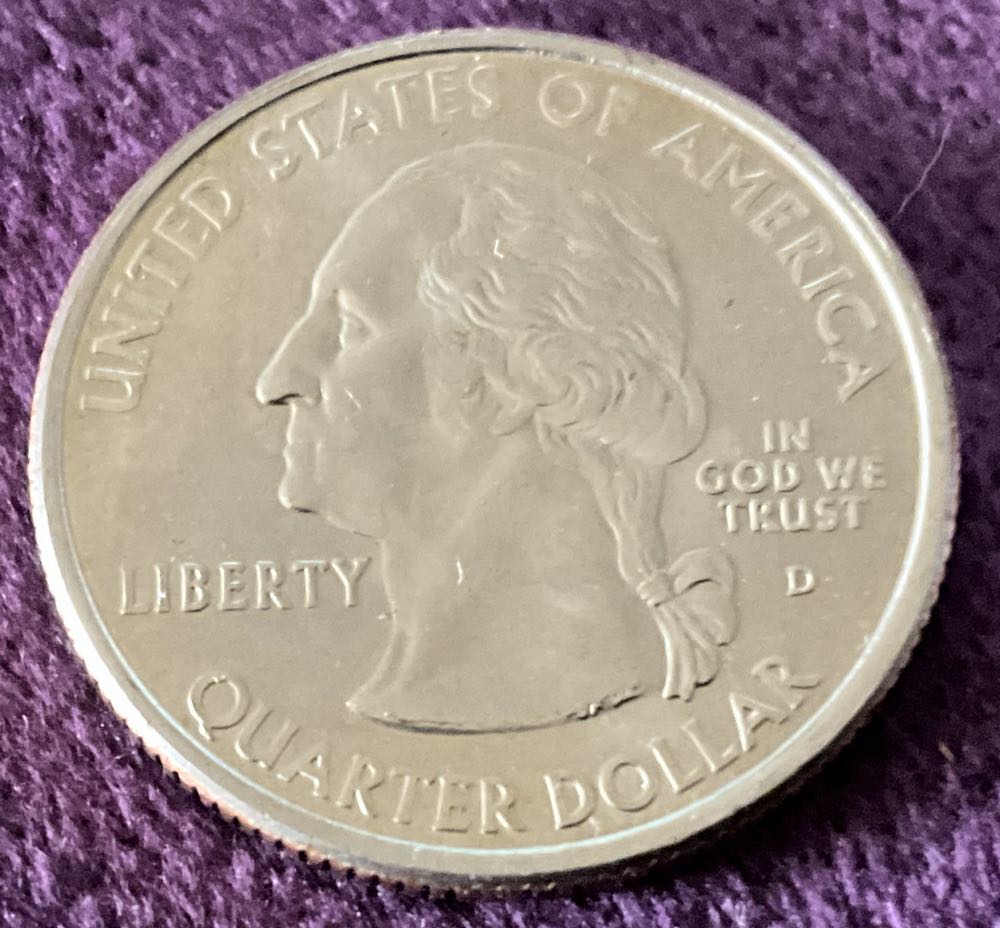 UNITED STATES OF AMERICA
IN
GOD WE
TRUST
LIBERTY
D
QUARTER DOLLAR